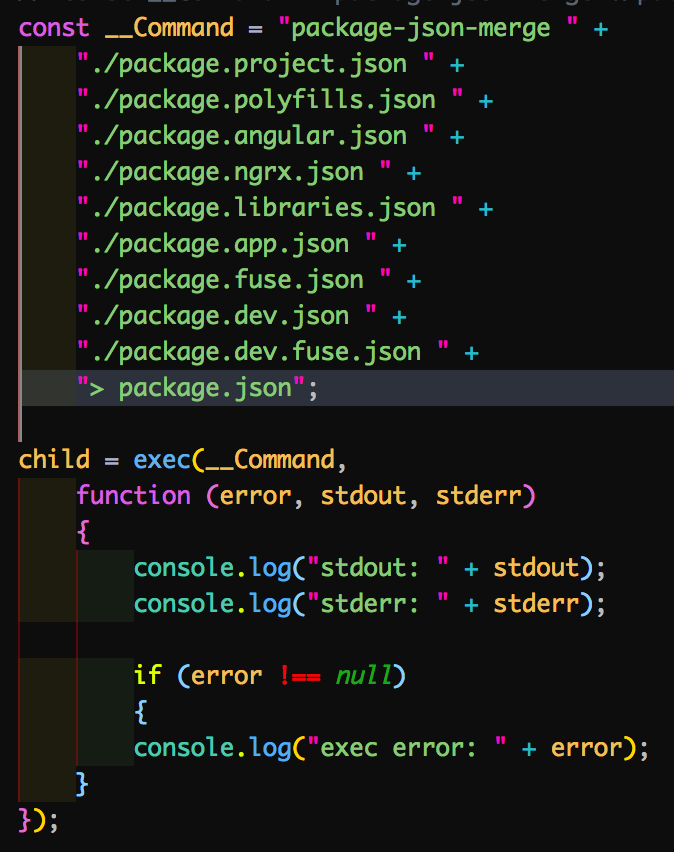 const __Command = "package-json-merge " +
    "./package.project.json " +
    "./package.polyfills.json " +
    "./package.angular.json " +
    "./package.ngrx.json " +
    "./package.libraries.json " +
    "./package.app.json " +
    "./package.fuse.json " +
    "./package.dev.json " +
    "./package.dev.fuse.json " +
    "> package.json";
child = exec(__Command,
    function (error, stdout, stderr)
    {
        console.log("stdout: " + stdout);
        console.log("stderr: " + stderr);
        if (error !== null)
        {
        console.log("exec error: " + error);
    }
});